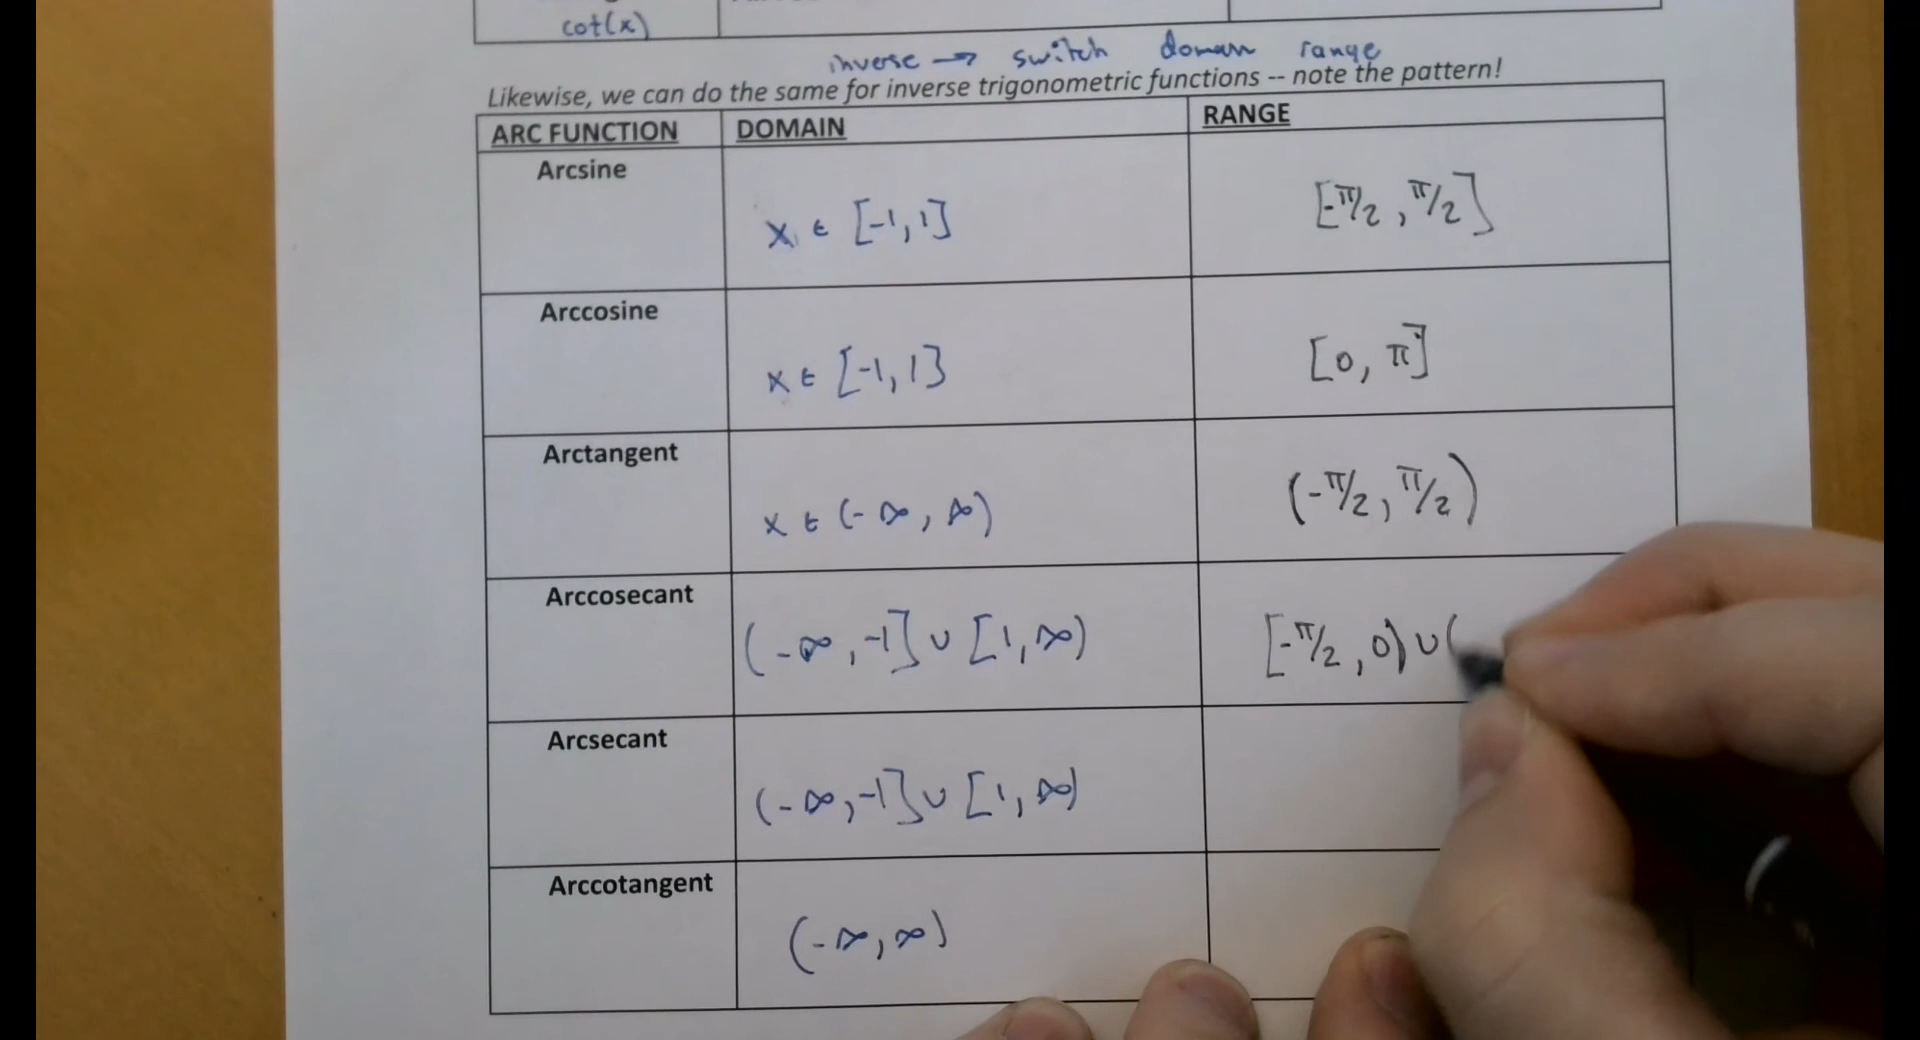 cot(x)
inverse → switch domain range
Likewise, we can do the same for inverse trigonometric functions -- note the pattern!
ARC FUNCTION DOMAIN RANGE
Arcsine
x ∈ [-1, 1] [-π/2, π/2]
Arccosine
x ∈ [-1, 1] [0, π]
Arctangent
x ∈ (-∞, ∞) (-π/2, π/2)
Arccosecant
(-∞, -1] ∪ [1, ∞) [-π/2, 0) ∪ (
Arcsecant
(-∞, -1] ∪ [1, ∞)
Arccotangent
(-∞, ∞)